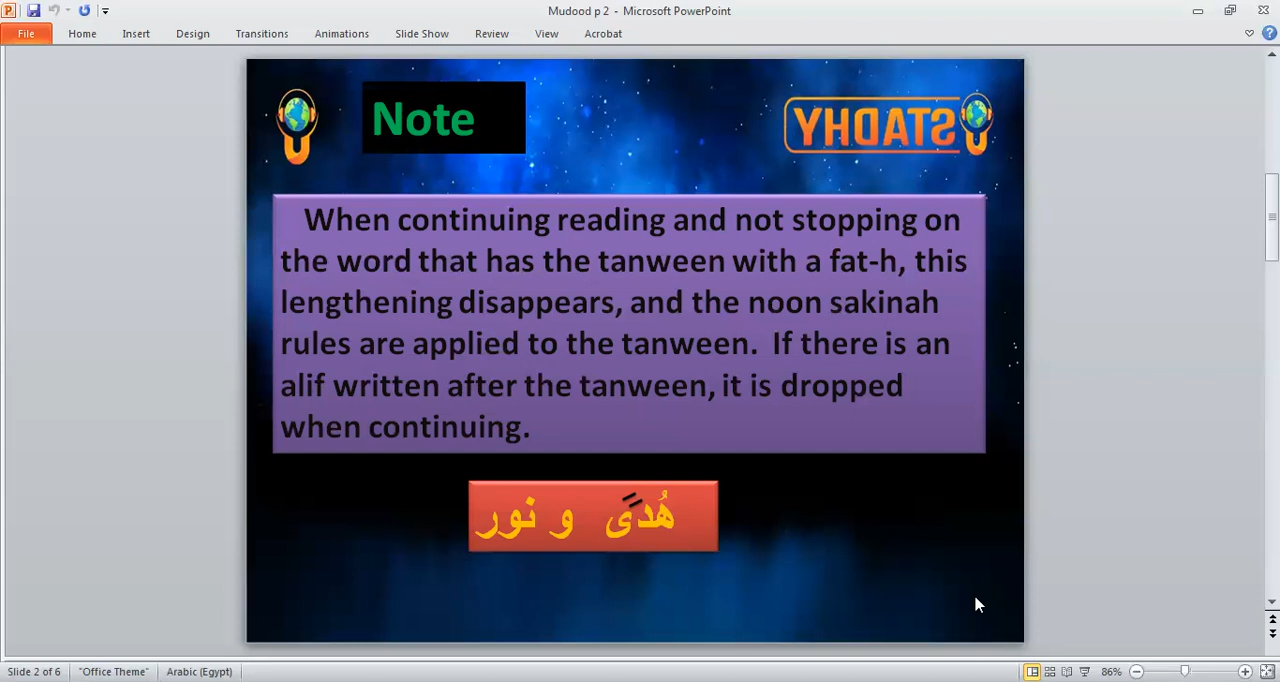 Mudood p 2 - Microsoft PowerPoint
File Home Insert Design Transitions Animations Slide Show Review View Acrobat
Note
STADHY
When continuing reading and not stopping on
the word that has the tanween with a fat-h, this
lengthening disappears, and the noon sakinah
rules are applied to the tanween. If there is an
alif written after the tanween, it is dropped
when continuing.
هُدًى و نور
Slide 2 of 6 "Office Theme" Arabic (Egypt) 86%